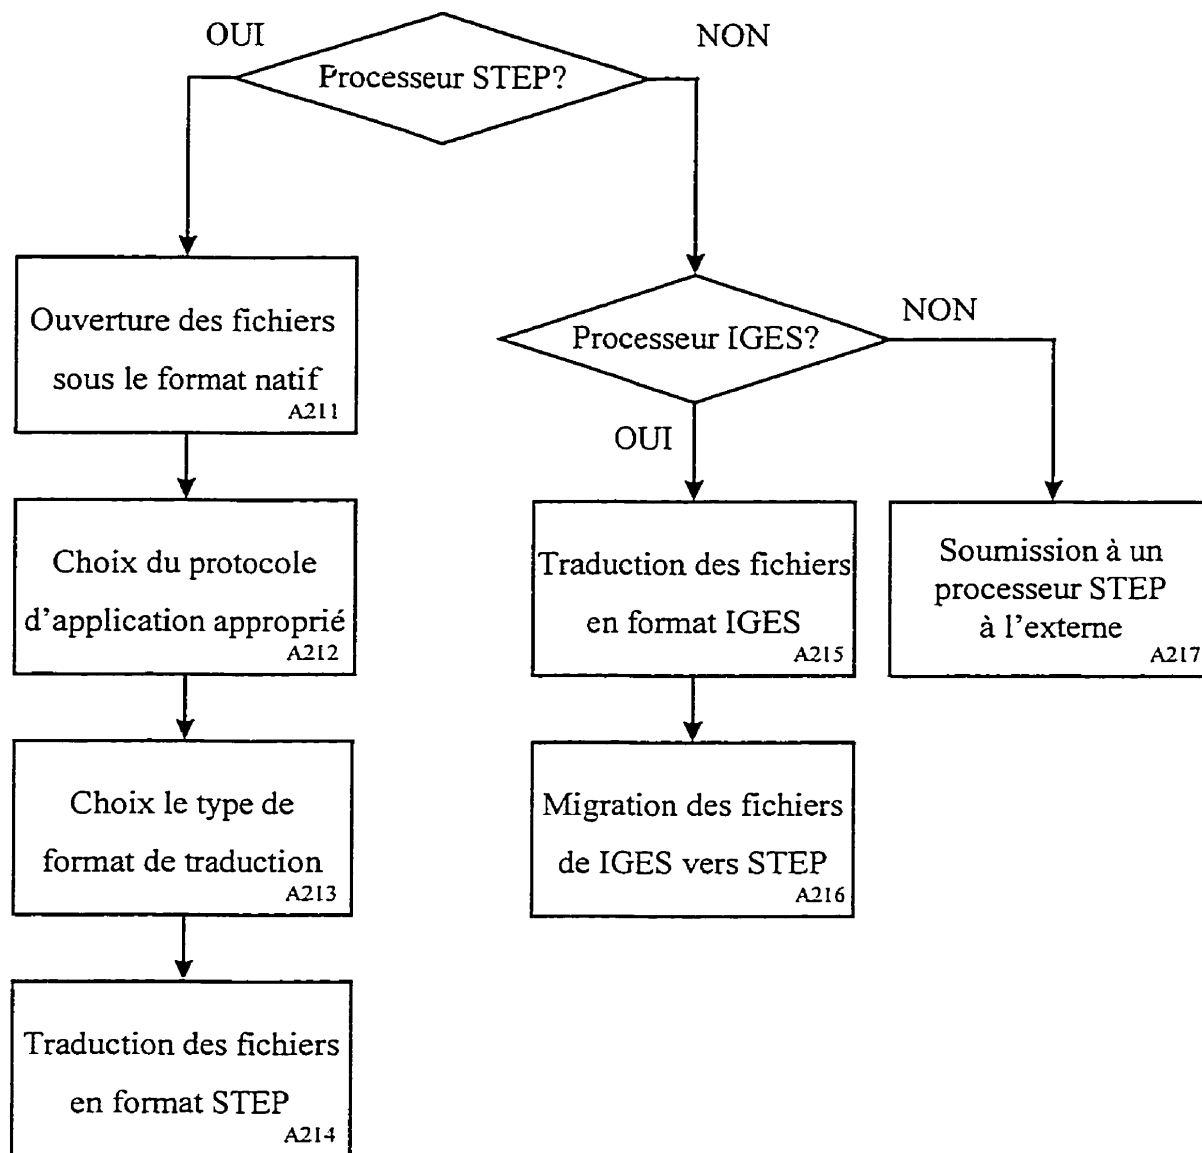 OUI
NON
Processeur STEP?
Ouverture des fichiers
sous le format natif
A211
Processeur IGES?
NON
OUI
Choix du protocole
d'application approprié
A212
Traduction des fichiers
en format IGES
A215
Soumission à un
processeur STEP
à l'externe
A217
Choix le type de
format de traduction
A213
Migration des fichiers
de IGES vers STEP
A216
Traduction des fichiers
en format STEP
A214